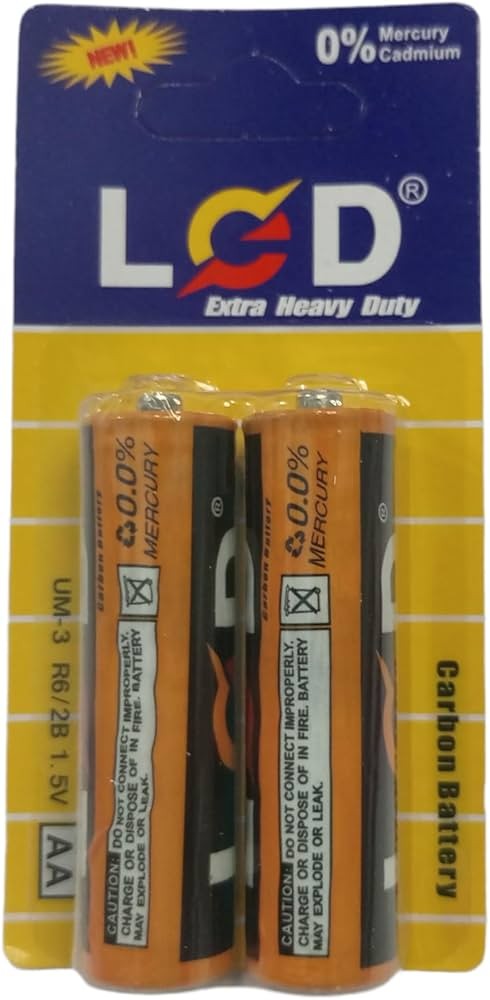 NEW!
0% Mercury
Cadmium
LCD®
Extra Heavy Duty
Carbon Battery
0.0%
MERCURY
CAUTION: DO NOT CONNECT IMPROPERLY,
CHARGE OR DISPOSE OF IN FIRE. BATTERY
MAY EXPLODE OR LEAK.
Carbon Battery
0.0%
MERCURY
CAUTION: DO NOT CONNECT IMPROPERLY,
CHARGE OR DISPOSE OF IN FIRE. BATTERY
MAY EXPLODE OR LEAK.
UM-3 R6/2B 1.5V AA
Carbon Battery